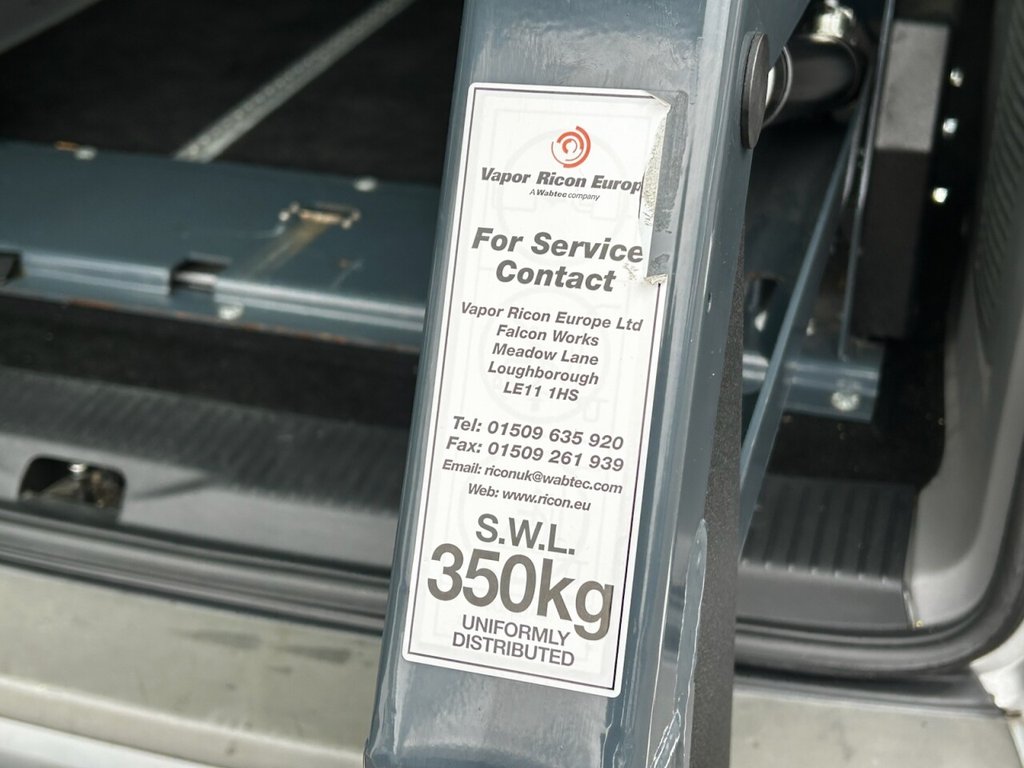 Vapor Ricon Europ
A Wabtec company
For Service
Contact
Vapor Ricon Europe Ltd
Falcon Works
Meadow Lane
Loughborough
LE11 1HS
Tel: 01509 635 920
Fax: 01509 261 939
Email: riconuk@wabtec.com
Web: www.ricon.eu
S.W.L.
350kg
UNIFORMLY
DISTRIBUTED